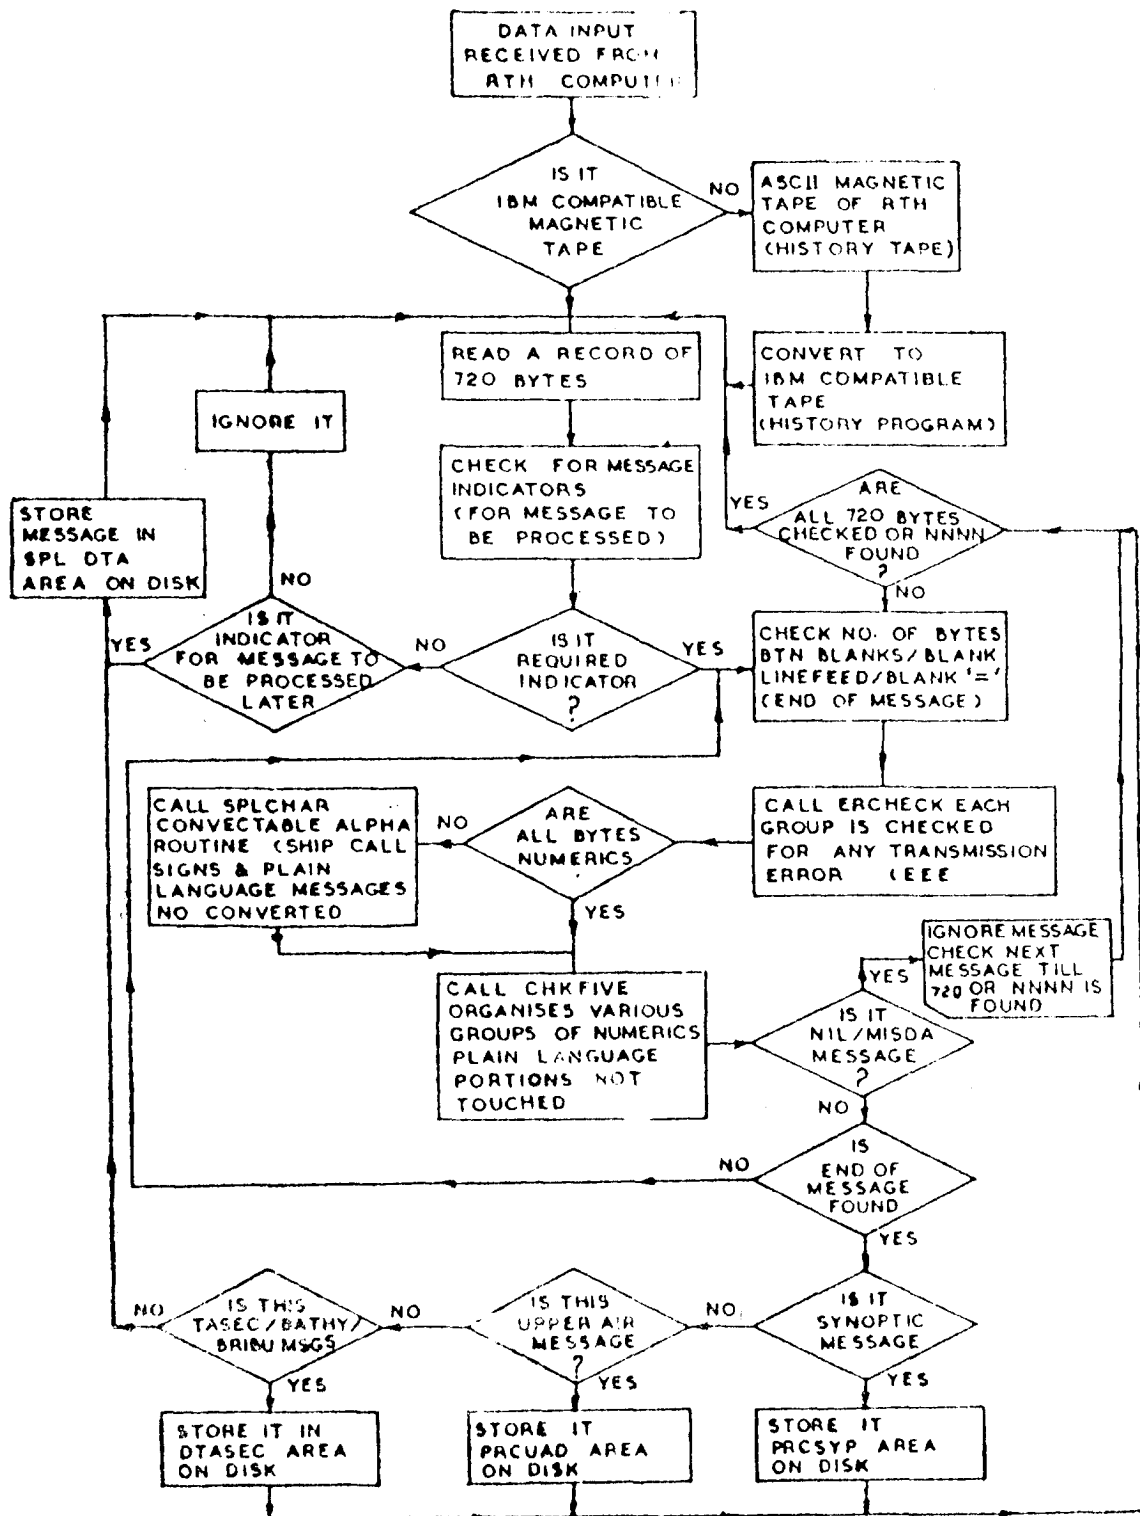 DATA INPUT
RECEIVED FROM
RTH COMPUTER
IS IT
IBM COMPATIBLE
MAGNETIC
TAPE
NO
ASCII MAGNETIC
TAPE OF RTH
COMPUTER
(HISTORY TAPE)
CONVERT TO
IBM COMPATIBLE
TAPE
(HISTORY PROGRAM)
READ A RECORD OF
720 BYTES
IGNORE IT
CHECK FOR MESSAGE
INDICATORS
(FOR MESSAGE TO
BE PROCESSED)
YES
ARE
ALL 720 BYTES
CHECKED OR NNNN
FOUND
?
NO
STORE
MESSAGE IN
SPL DTA
AREA ON DISK
NO
YES
IS IT
INDICATOR
FOR MESSAGE TO
BE PROCESSED
LATER
NO
IS IT
REQUIRED
INDICATOR
?
YES
CHECK NO. OF BYTES
BTN BLANKS/BLANK
LINEFEED/BLANK '='
(END OF MESSAGE)
CALL SPLCHAR
CONVECTABLE ALPHA
ROUTINE (SHIP CALL
SIGNS & PLAIN
LANGUAGE MESSAGES
NO CONVERTED
NO
ARE
ALL BYTES
NUMERICS
YES
CALL ERCHECK EACH
GROUP IS CHECKED
FOR ANY TRANSMISSION
ERROR (EEE
IGNORE MESSAGE
CHECK NEXT
MESSAGE TILL
720 OR NNNN IS
FOUND
YES
CALL CHKFIVE
ORGANISES VARIOUS
GROUPS OF NUMERICS
PLAIN LANGUAGE
PORTIONS NOT
TOUCHED
IS IT
NIL/MISDA
MESSAGE
?
NO
NO
IS
END OF
MESSAGE
FOUND
YES
NO
IS THIS
TASEC/BATHY/
BRIBU MSGS
YES
NO
IS THIS
UPPER AIR
MESSAGE
?
YES
NO
IS IT
SYNOPTIC
MESSAGE
YES
STORE IT IN
DTASEC AREA
ON DISK
STORE IT
PRCUAD AREA
ON DISK
STORE IT
PRCSYP AREA
ON DISK